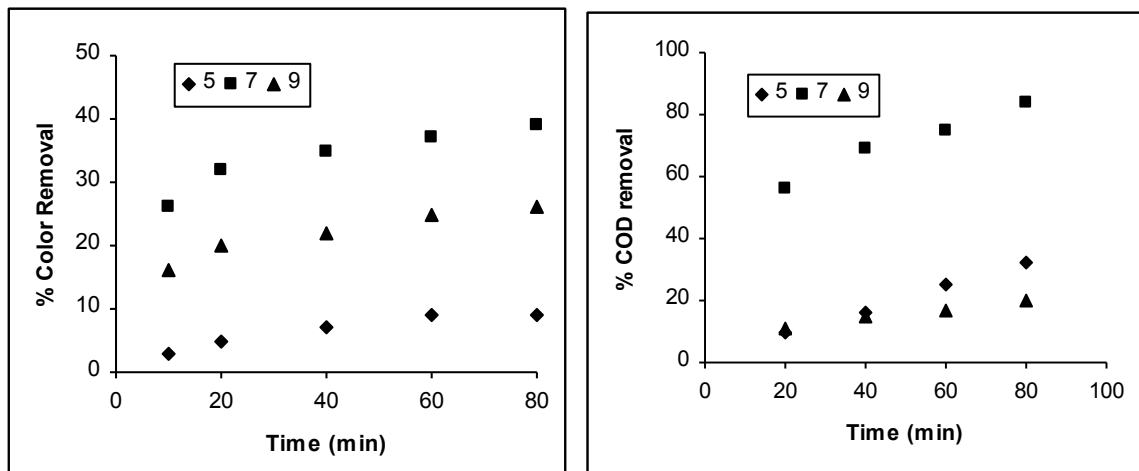 50
40
30
20
10
0
% Color Removal
◆ 5 ■ 7 ▲ 9
0 20 40 60 80
Time (min)
100
80
60
40
20
0
% COD removal
◆ 5 ■ 7 ▲ 9
0 20 40 60 80 100
Time (min)